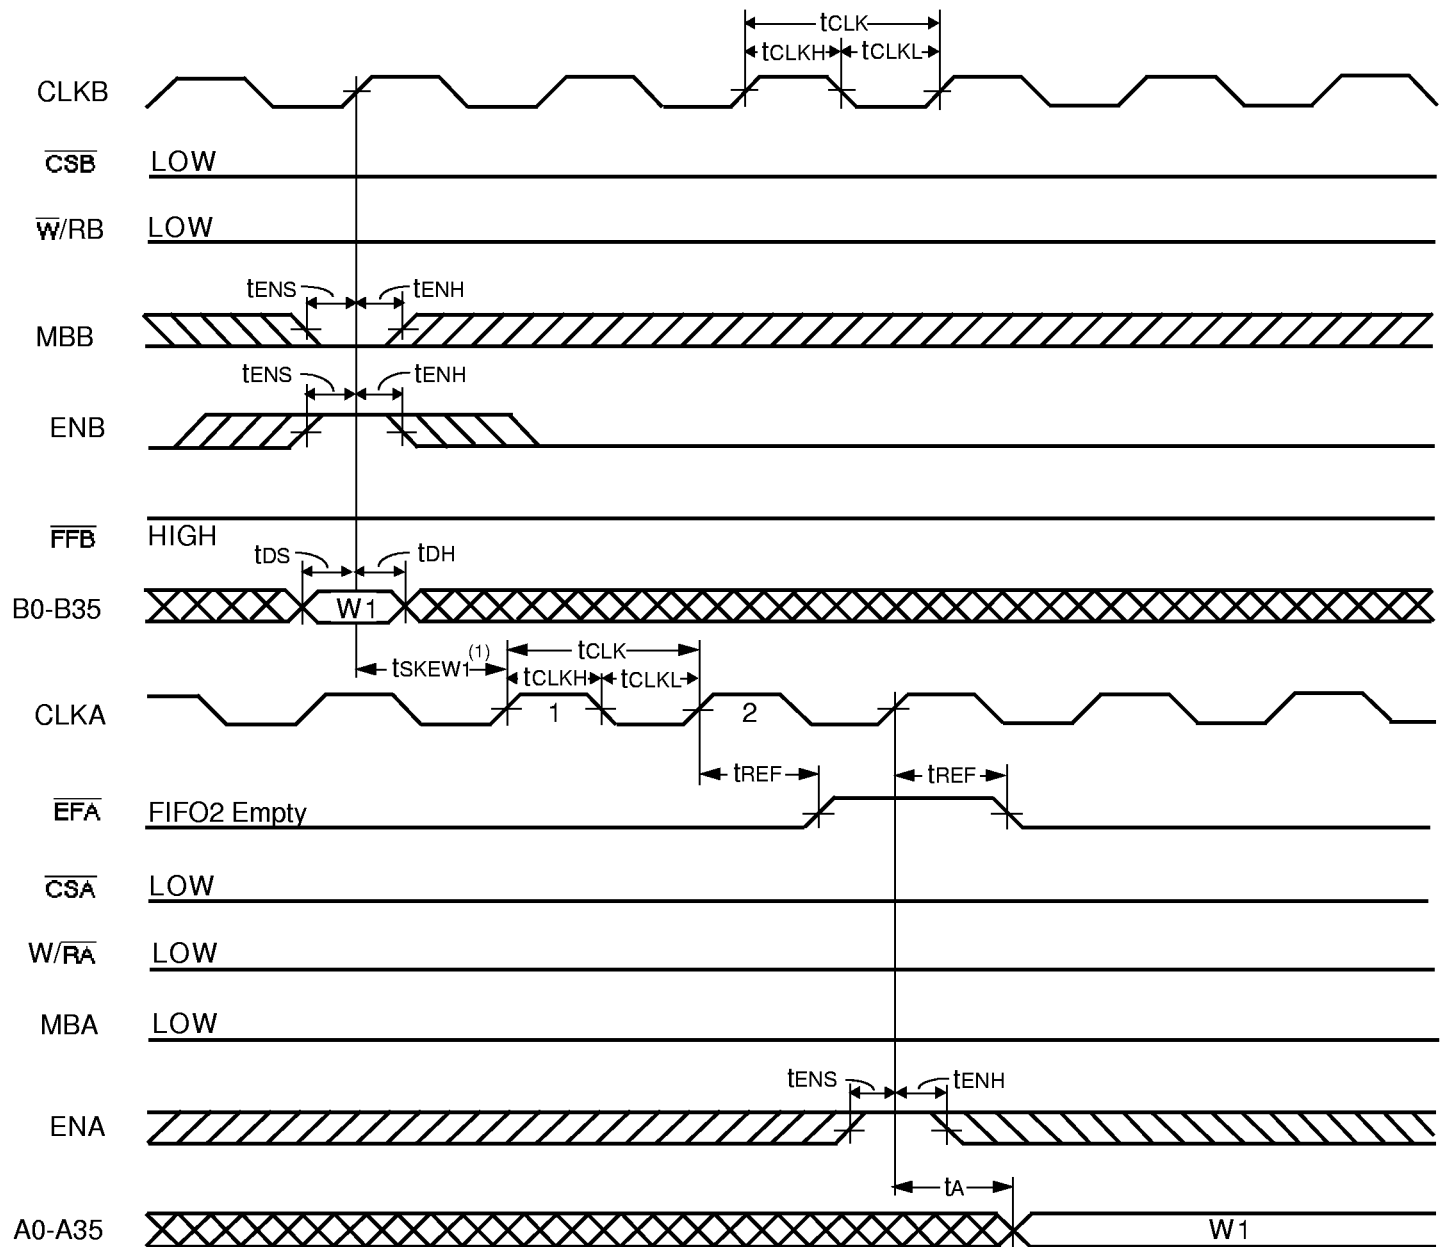 tCLK
tCLKH tCLKL
CLKB
CSB LOW
W/RB LOW
tENS tENH
MBB
tENS tENH
ENB
FFB HIGH
tDS tDH
B0-B35 W1
tSKEW1(1) tCLK
tCLKH tCLKL
CLKA 1 2
tREF tREF
EFA FIFO2 Empty
CSA LOW
W/RA LOW
MBA LOW
tENS tENH
ENA
tA
A0-A35 W1